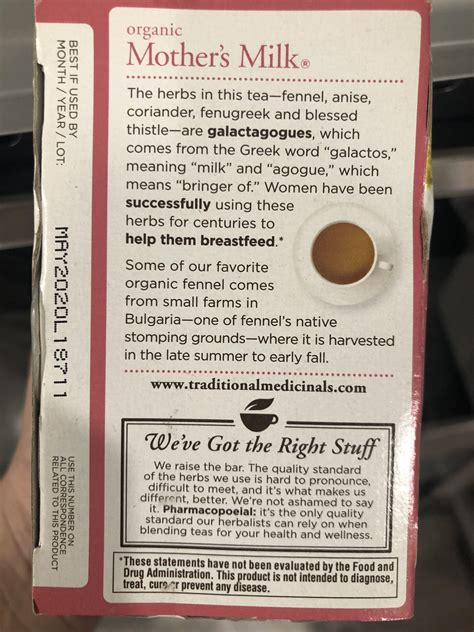 organic
Mother's Milk®
The herbs in this tea—fennel, anise,
coriander, fenugreek and blessed
thistle—are galactagogues, which
comes from the Greek word “galactos,”
meaning “milk” and “agogue,” which
means “bringer of.” Women have been
successfully using these
herbs for centuries to
help them breastfeed.*
Some of our favorite
organic fennel comes
from small farms in
Bulgaria—one of fennel's native
stomping grounds—where it is harvested
in the late summer to early fall.
www.traditionalmedicinals.com
We've Got the Right Stuff
We raise the bar. The quality standard
of the herbs we use is hard to pronounce,
difficult to meet, and it's what makes us
different, better. We're not ashamed to say
it. Pharmacopoeial: it's the only quality
standard our herbalists can rely on when
blending teas for your health and wellness.
*These statements have not been evaluated by the Food and
Drug Administration. This product is not intended to diagnose,
treat, cure or prevent any disease.
BEST IF USED BY
MONTH / YEAR / LOT:
MAY2020L18711
USE THIS NUMBER ON
ALL CORRESPONDENCE
RELATED TO THIS PRODUCT